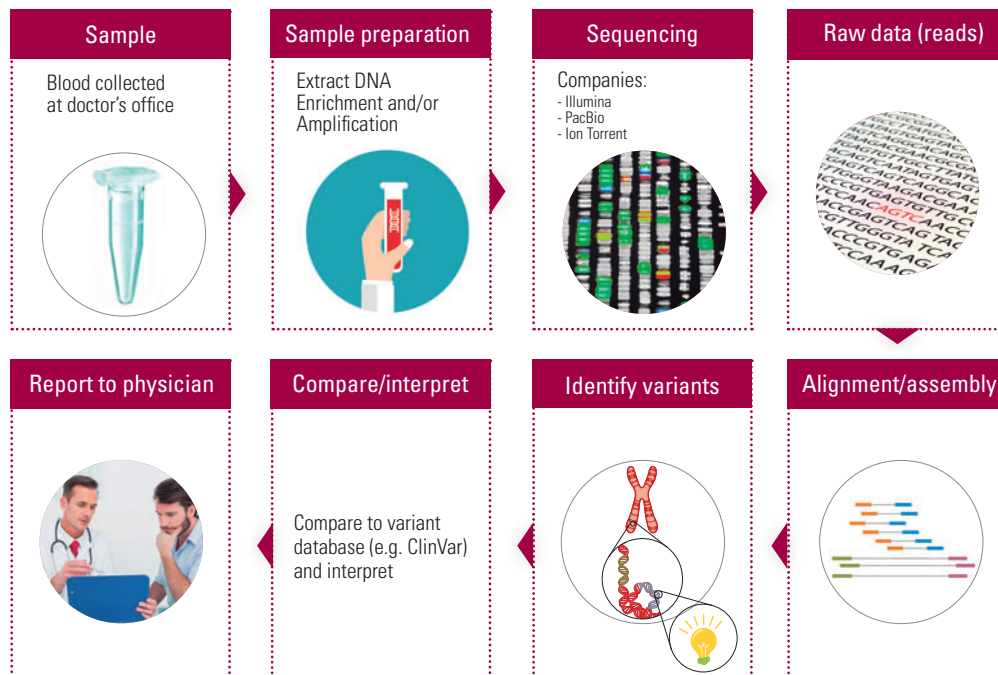 Sample
Blood collected
at doctor's office
Sample preparation
Extract DNA
Enrichment and/or
Amplification
Sequencing
Companies:
- Illumina
- PacBio
- Ion Torrent
Raw data (reads)
AGTC
Report to physician
Compare/interpret
Compare to variant
database (e.g. ClinVar)
and interpret
Identify variants
Alignment/assembly